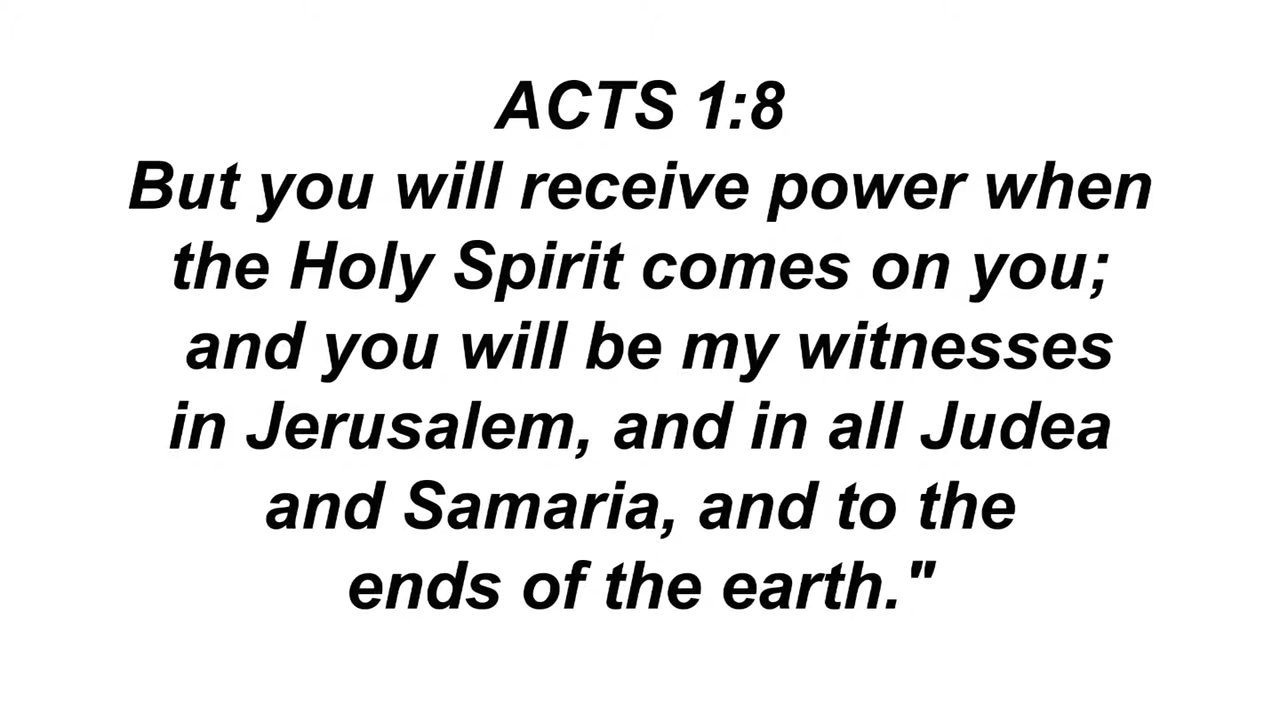 ACTS 1:8
But you will receive power when
the Holy Spirit comes on you;
and you will be my witnesses
in Jerusalem, and in all Judea
and Samaria, and to the
ends of the earth."